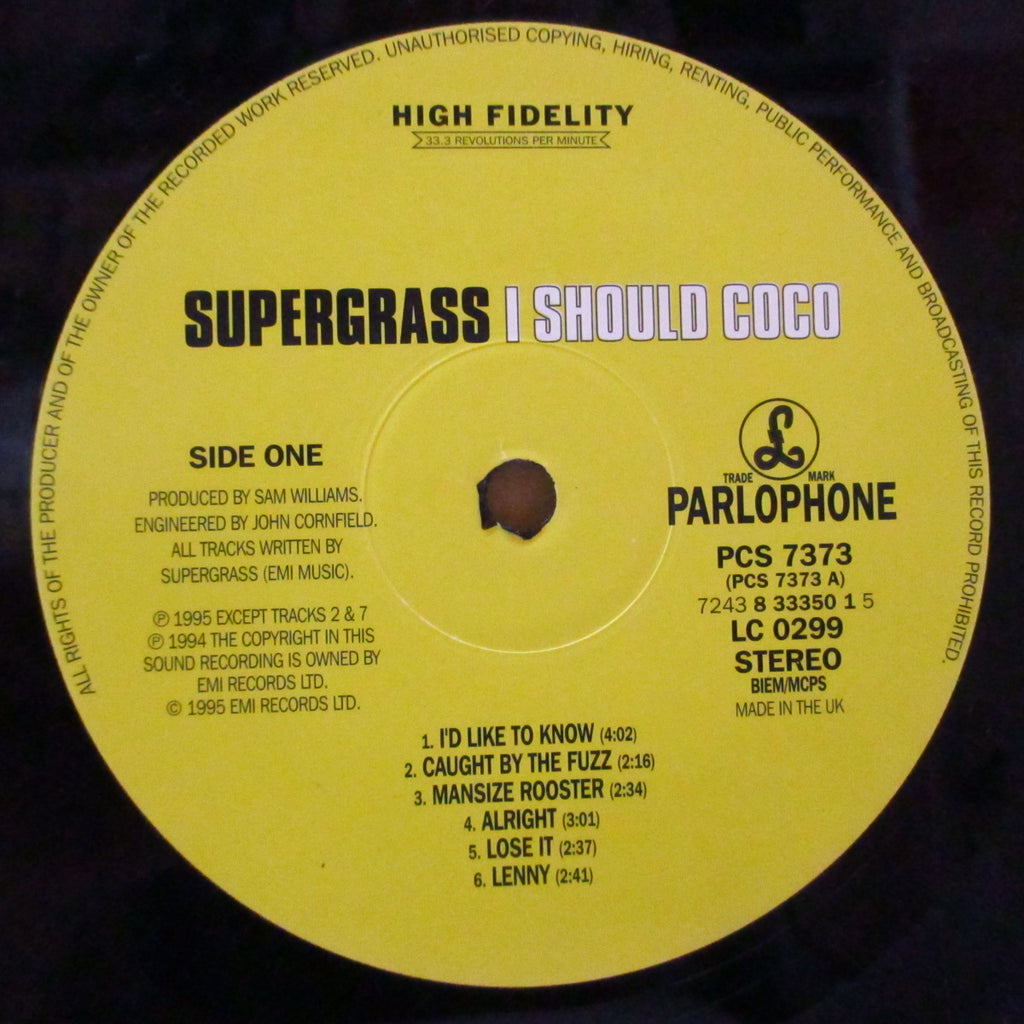 ALL RIGHTS OF THE PRODUCER AND OF THE OWNER OF THE RECORDED WORK RESERVED. UNAUTHORISED COPYING, HIRING, RENTING, PUBLIC PERFORMANCE AND BROADCASTING OF THIS RECORD PROHIBITED.
HIGH FIDELITY
33.3 REVOLUTIONS PER MINUTE
SUPERGRASS I SHOULD COCO
SIDE ONE
PRODUCED BY SAM WILLIAMS.
ENGINEERED BY JOHN CORNFIELD.
ALL TRACKS WRITTEN BY
SUPERGRASS (EMI MUSIC).
℗ 1995 EXCEPT TRACKS 2 & 7
℗ 1994 THE COPYRIGHT IN THIS
SOUND RECORDING IS OWNED BY
EMI RECORDS LTD.
© 1995 EMI RECORDS LTD.
£
TRADE MARK
PARLOPHONE
PCS 7373
(PCS 7373 A)
7243 8 33350 1 5
LC 0299
STEREO
BIEM/MCPS
MADE IN THE UK
1. I'D LIKE TO KNOW (4:02)
2. CAUGHT BY THE FUZZ (2:16)
3. MANSIZE ROOSTER (2:34)
4. ALRIGHT (3:01)
5. LOSE IT (2:37)
6. LENNY (2:41)